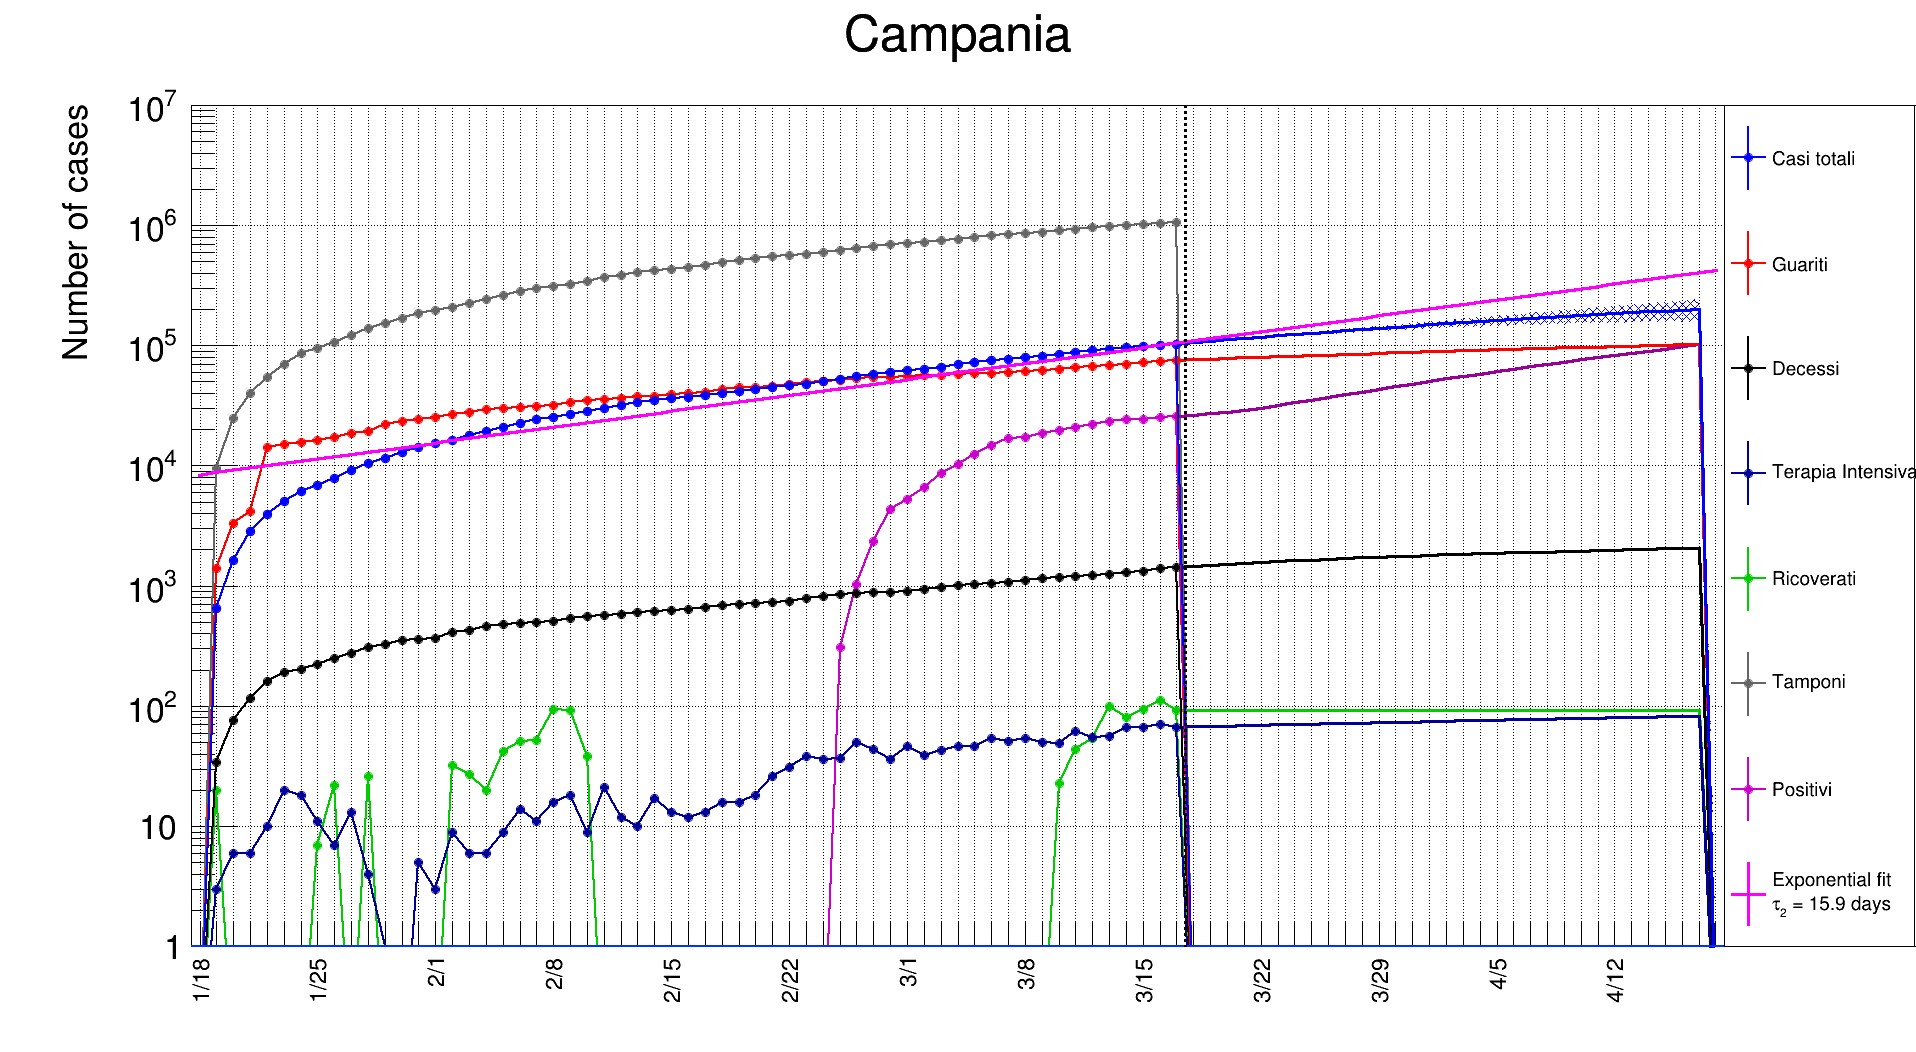 Campania
Number of cases
10^7
10^6
10^5
10^4
10^3
10^2
10
1
1/18
1/25
2/1
2/8
2/15
2/22
3/1
3/8
3/15
3/22
3/29
4/5
4/12
Casi totali
Guariti
Decessi
Terapia Intensiva
Ricoverati
Tamponi
Positivi
Exponential fit
τ₂ = 15.9 days